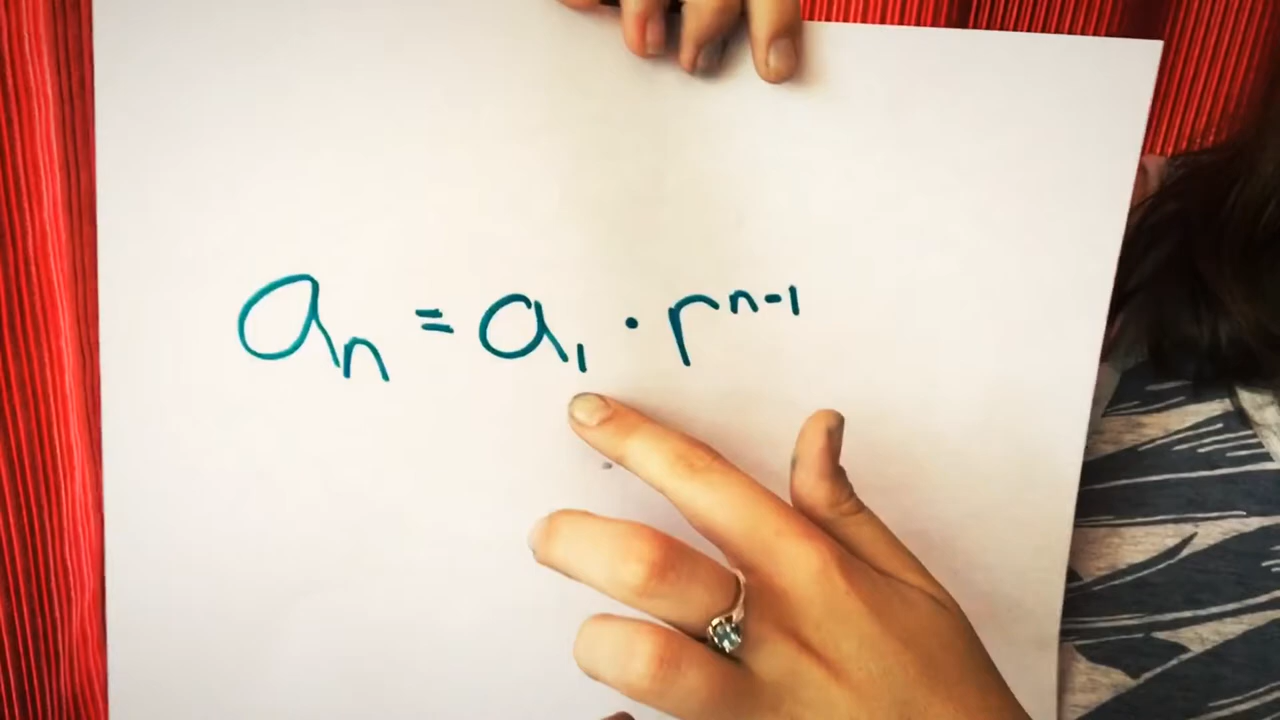 aₙ = a₁ · rⁿ⁻¹